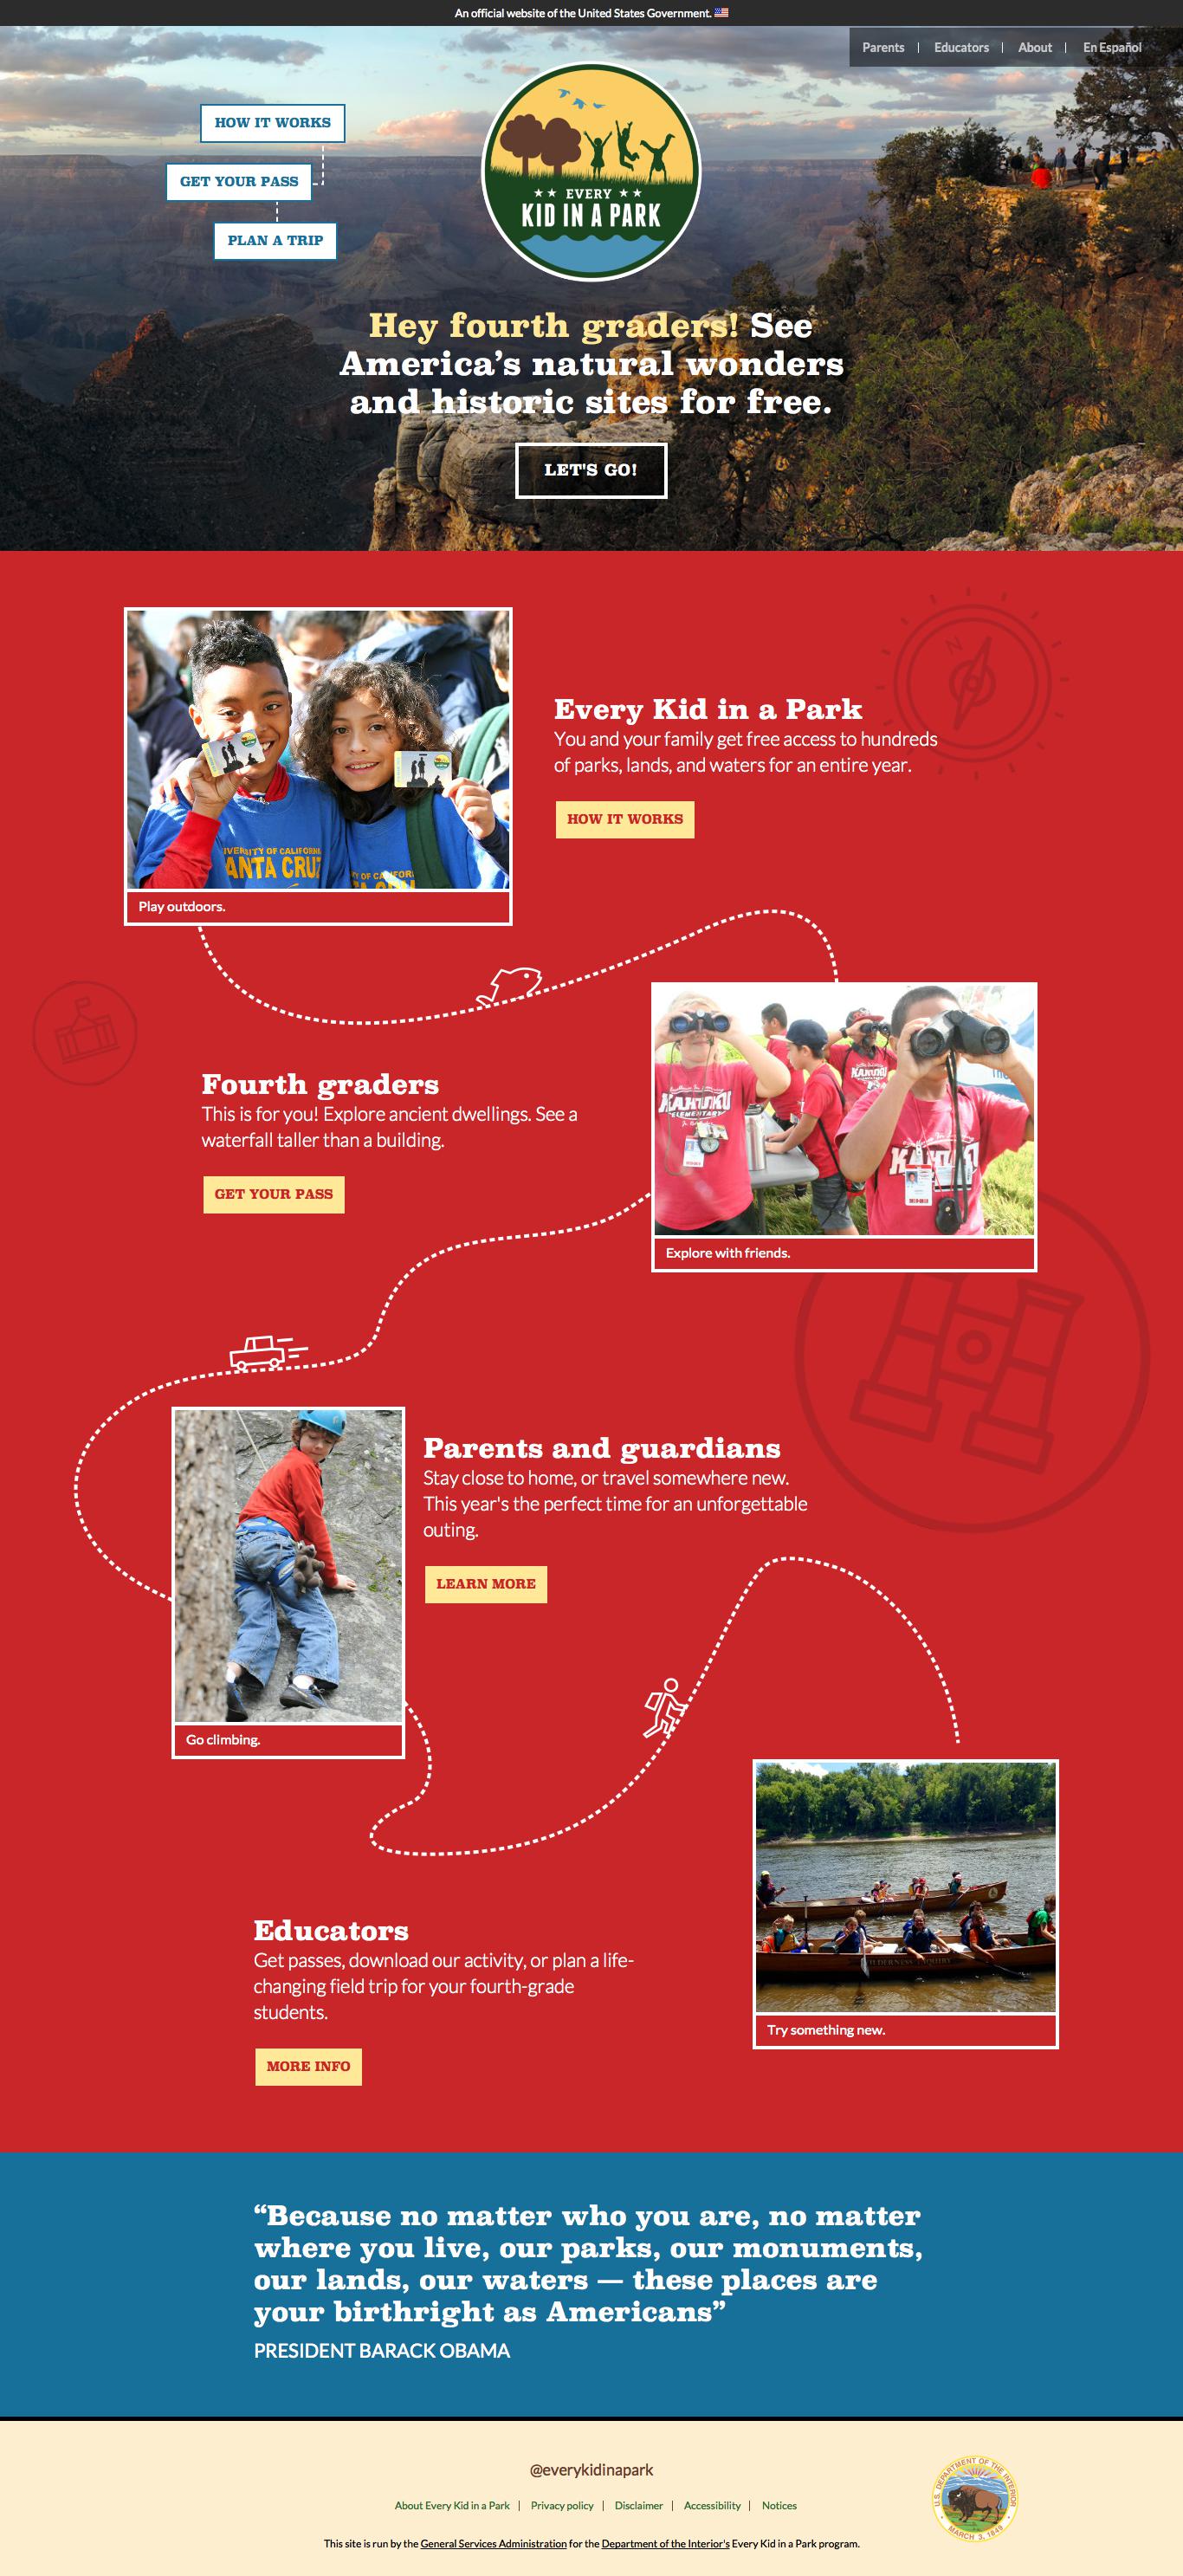 An official website of the United States Government.
Parents | Educators | About | En Español
HOW IT WORKS
GET YOUR PASS
PLAN A TRIP
★★ EVERY ★★
KID IN A PARK
Hey fourth graders! See
America’s natural wonders
and historic sites for free.
LET'S GO!
N
Every Kid in a Park
You and your family get free access to hundreds
of parks, lands, and waters for an entire year.
HOW IT WORKS
ANTA CRUZ
Play outdoors.
Fourth graders
This is for you! Explore ancient dwellings. See a
waterfall taller than a building.
GET YOUR PASS
KAHUKU
ELEMENTARY
KAHUKU
Explore with friends.
Parents and guardians
Stay close to home, or travel somewhere new.
This year's the perfect time for an unforgettable
outing.
LEARN MORE
Go climbing.
Educators
Get passes, download our activity, or plan a life-
changing field trip for your fourth-grade
students.
MORE INFO
WILDERNESS INQUIRY
Try something new.
“Because no matter who you are, no matter
where you live, our parks, our monuments,
our lands, our waters — these places are
your birthright as Americans”
PRESIDENT BARACK OBAMA
@everykidinapark
About Every Kid in a Park | Privacy policy | Disclaimer | Accessibility | Notices
This site is run by the General Services Administration for the Department of the Interior's Every Kid in a Park program.
U.S. DEPARTMENT OF THE INTERIOR
MARCH 3, 1849